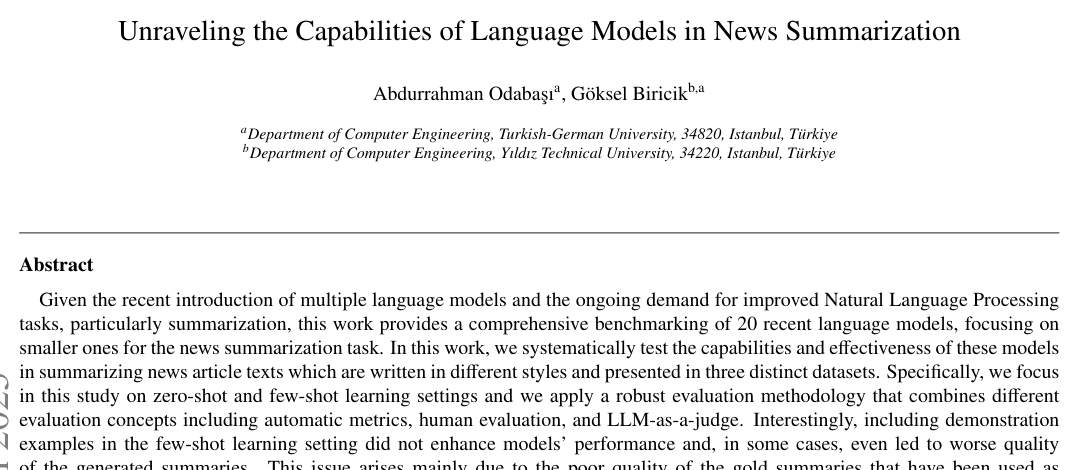 Unraveling the Capabilities of Language Models in News Summarization
Abdurrahman Odabaşıᵃ, Göksel Biricikᵇ,ᵃ
ᵃDepartment of Computer Engineering, Turkish-German University, 34820, Istanbul, Türkiye
ᵇDepartment of Computer Engineering, Yıldız Technical University, 34220, Istanbul, Türkiye
Abstract
Given the recent introduction of multiple language models and the ongoing demand for improved Natural Language Processing
tasks, particularly summarization, this work provides a comprehensive benchmarking of 20 recent language models, focusing on
smaller ones for the news summarization task. In this work, we systematically test the capabilities and effectiveness of these models
in summarizing news article texts which are written in different styles and presented in three distinct datasets. Specifically, we focus
in this study on zero-shot and few-shot learning settings and we apply a robust evaluation methodology that combines different
evaluation concepts including automatic metrics, human evaluation, and LLM-as-a-judge. Interestingly, including demonstration
examples in the few-shot learning setting did not enhance models' performance and, in some cases, even led to worse quality
of the generated summaries. This issue arises mainly due to the poor quality of the gold summaries that have been used as
2025